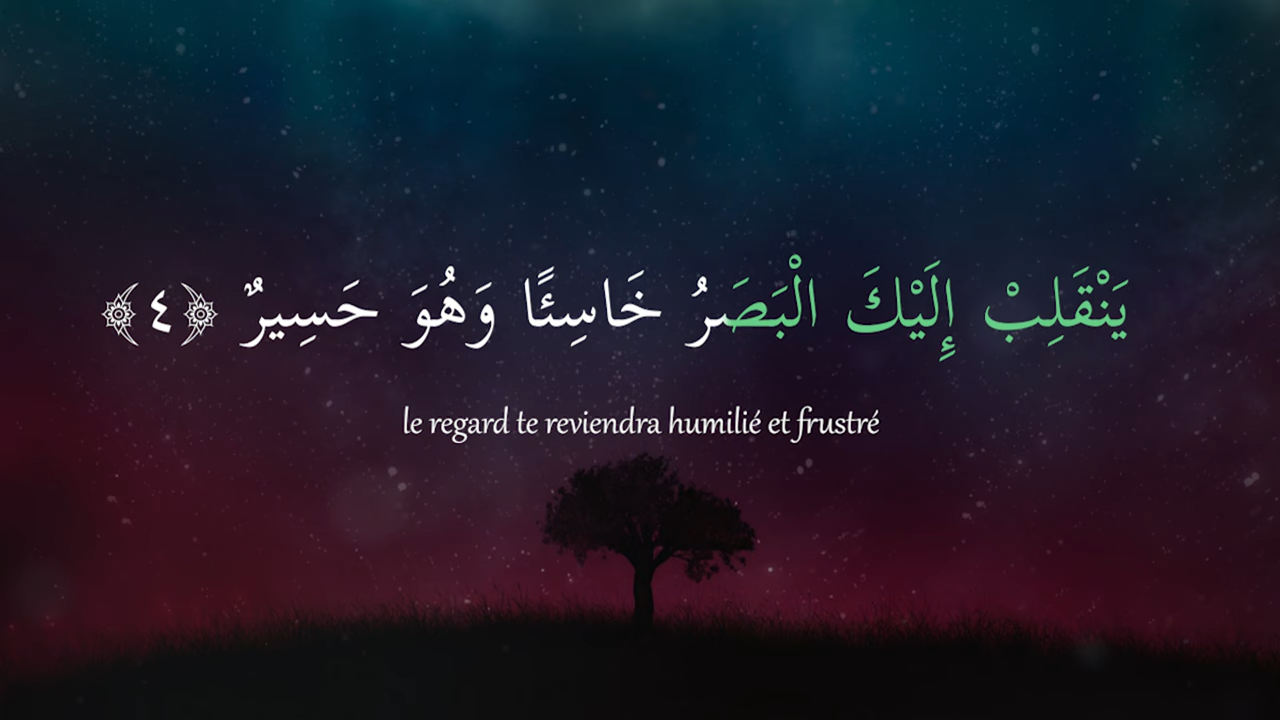 يَنْقَلِبْ إِلَيْكَ الْبَصَرُ خَاسِئًا وَهُوَ حَسِيرٌ ﴿٤﴾
le regard te reviendra humilié et frustré